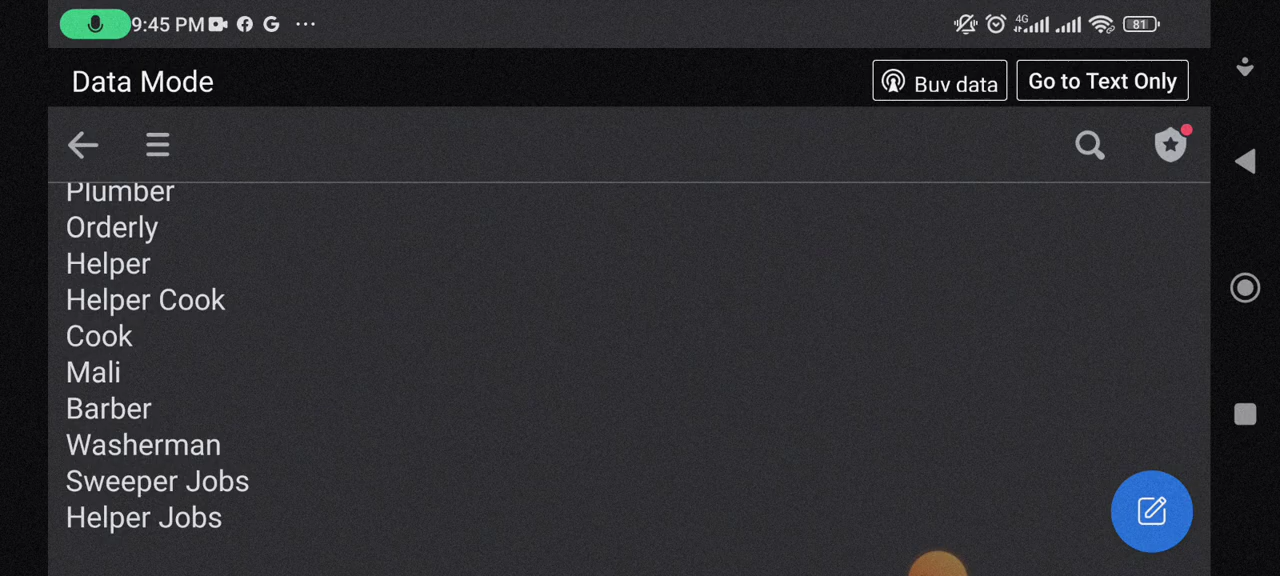 9:45 PM
4G
81
Data Mode
Buy data
Go to Text Only
Plumber
Orderly
Helper
Helper Cook
Cook
Mali
Barber
Washerman
Sweeper Jobs
Helper Jobs